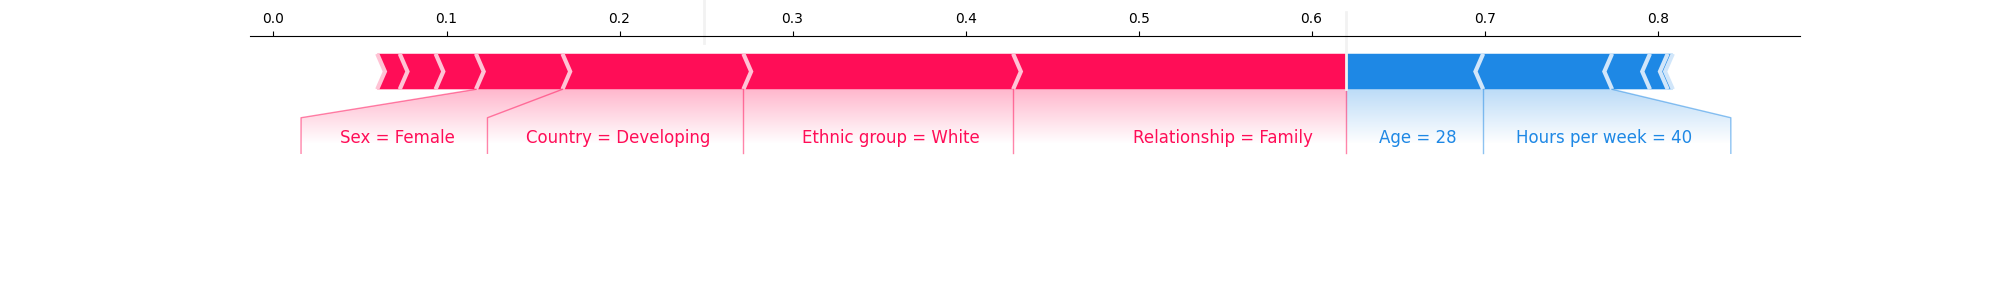 0.0 0.1 0.2 0.3 0.4 0.5 0.6 0.7 0.8
Sex = Female Country = Developing Ethnic group = White Relationship = Family Age = 28 Hours per week = 40